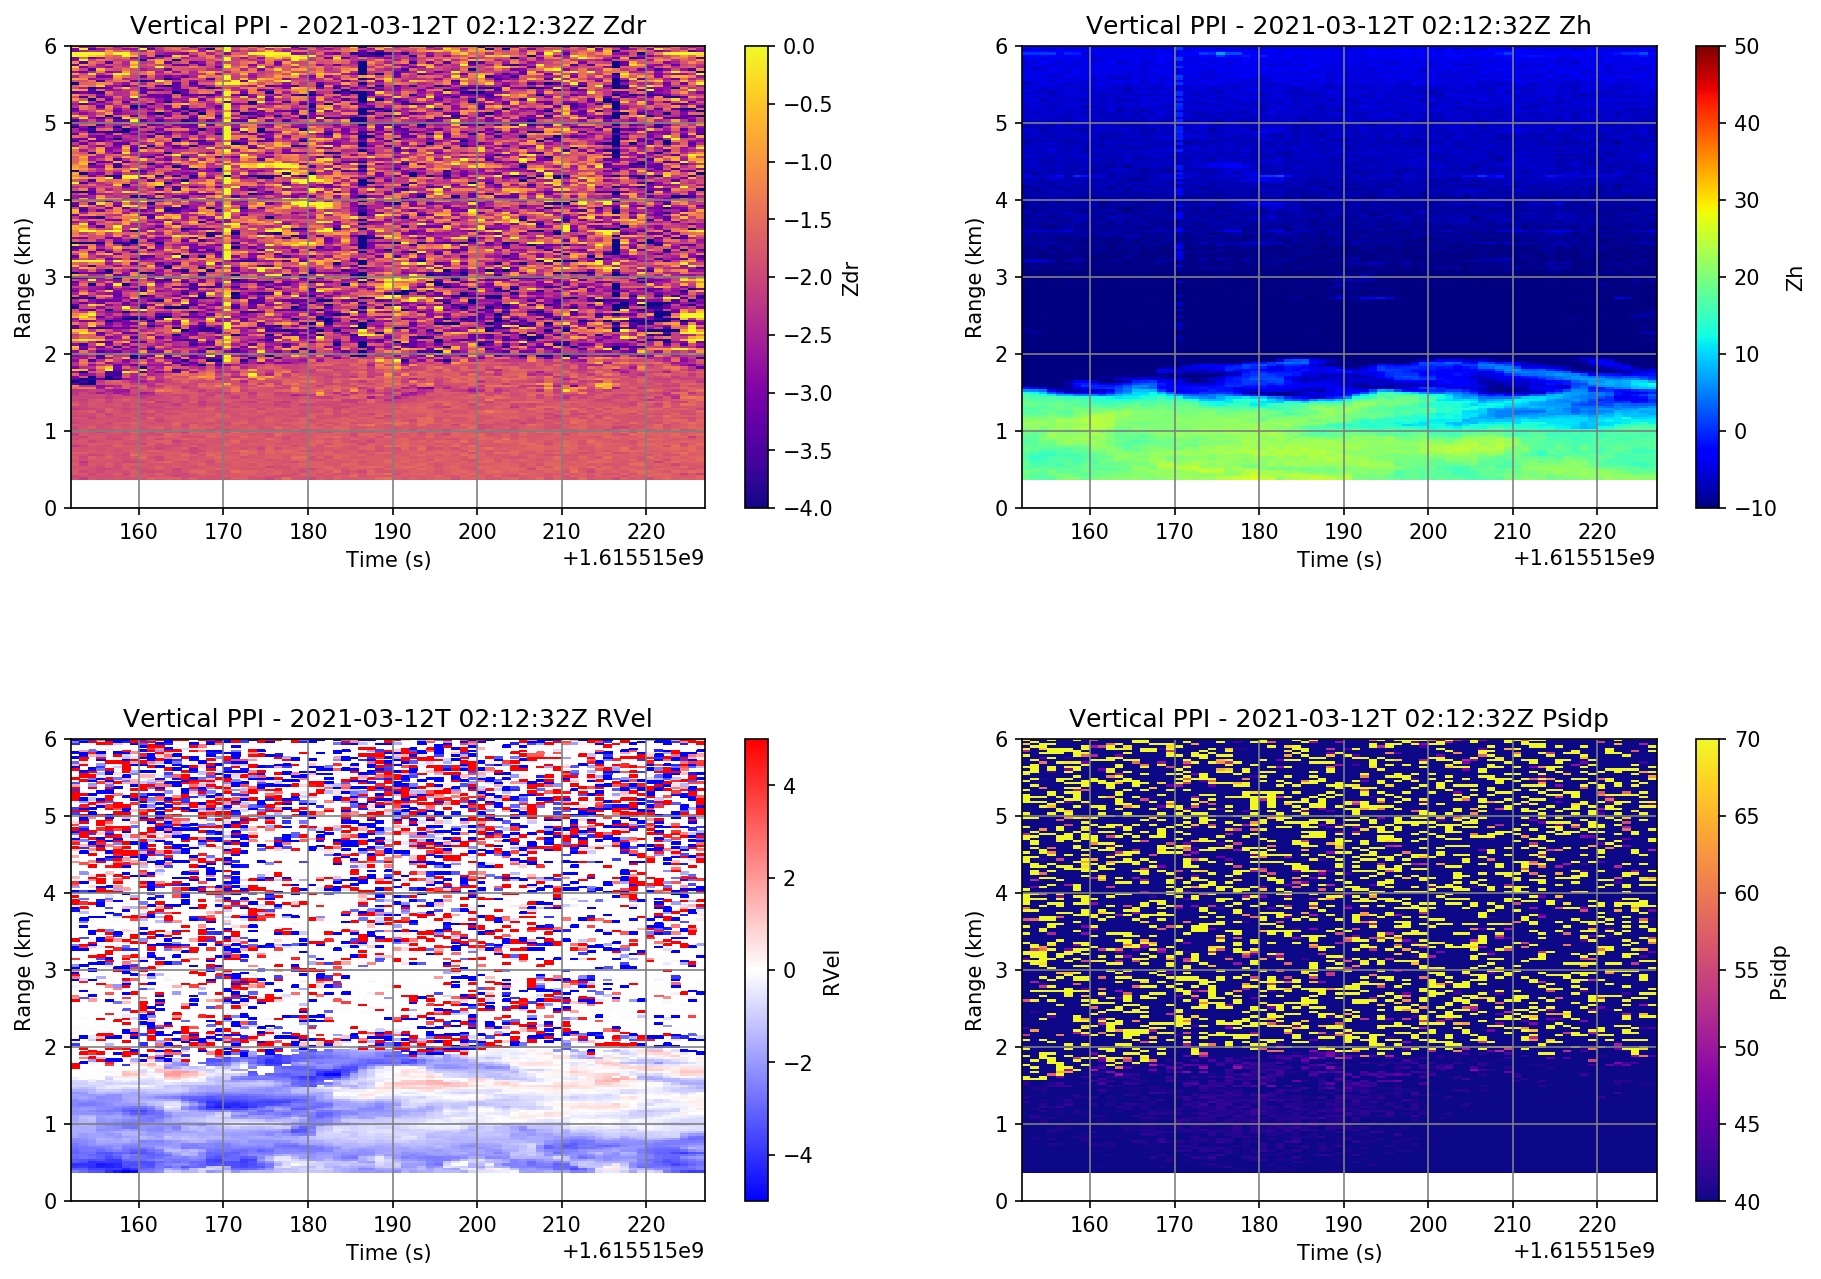 Vertical PPI - 2021-03-12T 02:12:32Z Zdr
6
5
4
3
2
1
0
Range (km)
160 170 180 190 200 210 220
Time (s)
+1.615515e9
0.0
−0.5
−1.0
−1.5
−2.0
−2.5
−3.0
−3.5
−4.0
Zdr
Vertical PPI - 2021-03-12T 02:12:32Z Zh
6
5
4
3
2
1
0
Range (km)
160 170 180 190 200 210 220
Time (s)
+1.615515e9
50
40
30
20
10
0
−10
Zh
Vertical PPI - 2021-03-12T 02:12:32Z RVel
6
5
4
3
2
1
0
Range (km)
160 170 180 190 200 210 220
Time (s)
+1.615515e9
4
2
0
−2
−4
RVel
Vertical PPI - 2021-03-12T 02:12:32Z Psidp
6
5
4
3
2
1
0
Range (km)
160 170 180 190 200 210 220
Time (s)
+1.615515e9
70
65
60
55
50
45
40
Psidp